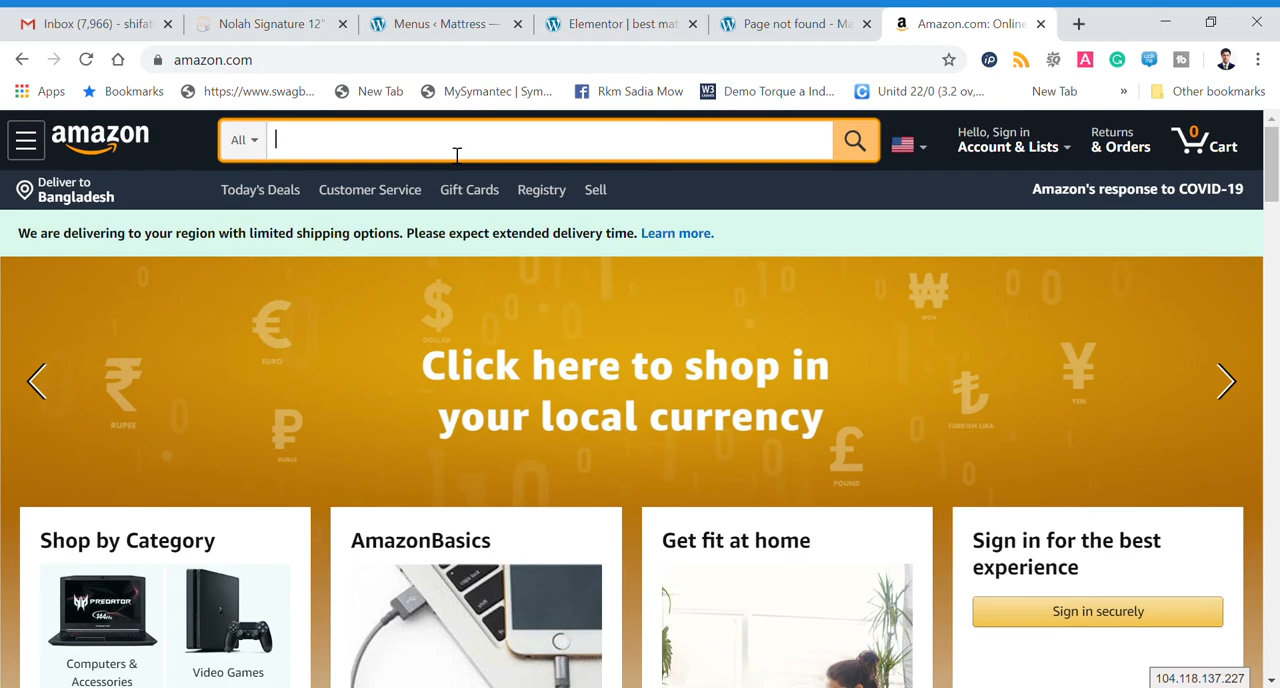 Inbox (7,966) - shifat
Nolah Signature 12"
Menus ‹ Mattress —
Elementor | best mat
Page not found - Ma
Amazon.com: Online
amazon.com
Apps
Bookmarks
https://www.swagb...
New Tab
MySymantec | Sym...
Rkm Sadia Mow
Demo Torque a Ind...
Unitd 22/0 (3.2 ov,...
New Tab
»
Other bookmarks
amazon
All
Hello, Sign in
Account & Lists
Returns
& Orders
0
Cart
Deliver to
Bangladesh
Today's Deals
Customer Service
Gift Cards
Registry
Sell
Amazon's response to COVID-19
We are delivering to your region with limited shipping options. Please expect extended delivery time. Learn more.
₹
RUPEE
€
EURO
$
DOLLAR
₽
RUBLE
₩
WON
¥
YEN
₺
TURKISH LIRA
£
POUND
Click here to shop in
your local currency
Shop by Category
PREDATOR
144Hz
Computers &
Accessories
Video Games
AmazonBasics
Get fit at home
Sign in for the best
experience
Sign in securely
104.118.137.227